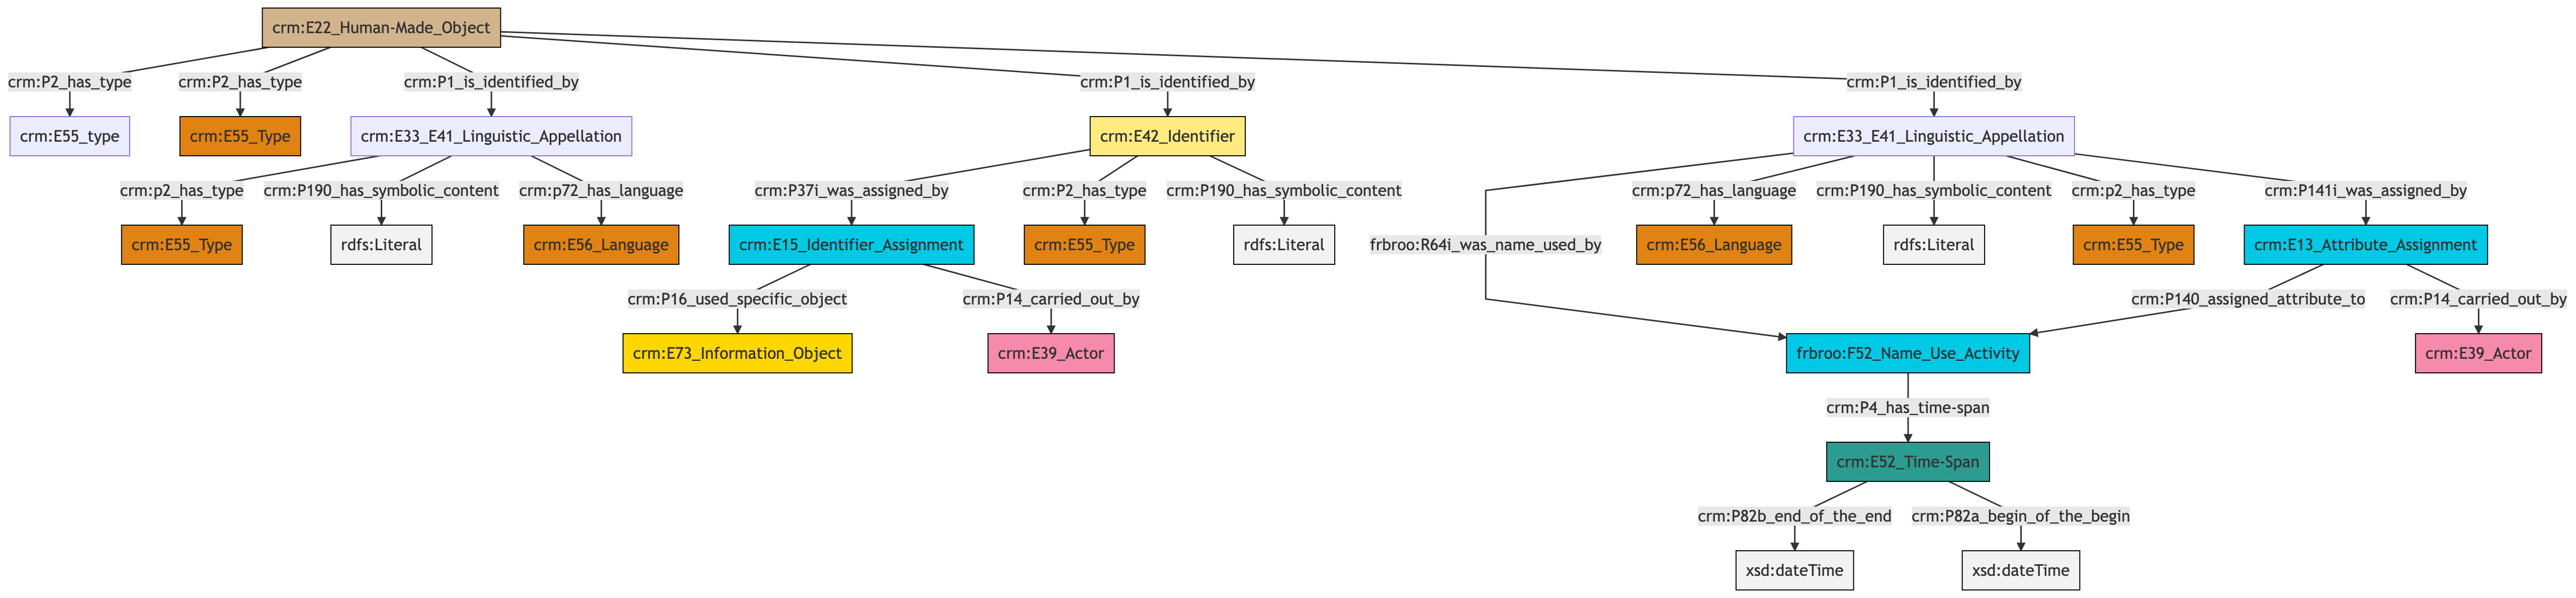 crm:E22_Human-Made_Object
crm:P2_has_type
crm:P2_has_type
crm:P1_is_identified_by
crm:P1_is_identified_by
crm:P1_is_identified_by
crm:E55_type
crm:E55_Type
crm:E33_E41_Linguistic_Appellation
crm:E42_Identifier
crm:E33_E41_Linguistic_Appellation
crm:p2_has_type
crm:P190_has_symbolic_content
crm:p72_has_language
crm:P37i_was_assigned_by
crm:P2_has_type
crm:P190_has_symbolic_content
crm:p72_has_language
crm:P190_has_symbolic_content
crm:p2_has_type
crm:P141i_was_assigned_by
crm:E55_Type
rdfs:Literal
crm:E56_Language
crm:E15_Identifier_Assignment
crm:E55_Type
rdfs:Literal
frbroo:R64i_was_name_used_by
crm:E56_Language
rdfs:Literal
crm:E55_Type
crm:E13_Attribute_Assignment
crm:P16_used_specific_object
crm:P14_carried_out_by
crm:P140_assigned_attribute_to
crm:P14_carried_out_by
crm:E73_Information_Object
crm:E39_Actor
frbroo:F52_Name_Use_Activity
crm:E39_Actor
crm:P4_has_time-span
crm:E52_Time-Span
crm:P82b_end_of_the_end
crm:P82a_begin_of_the_begin
xsd:dateTime
xsd:dateTime